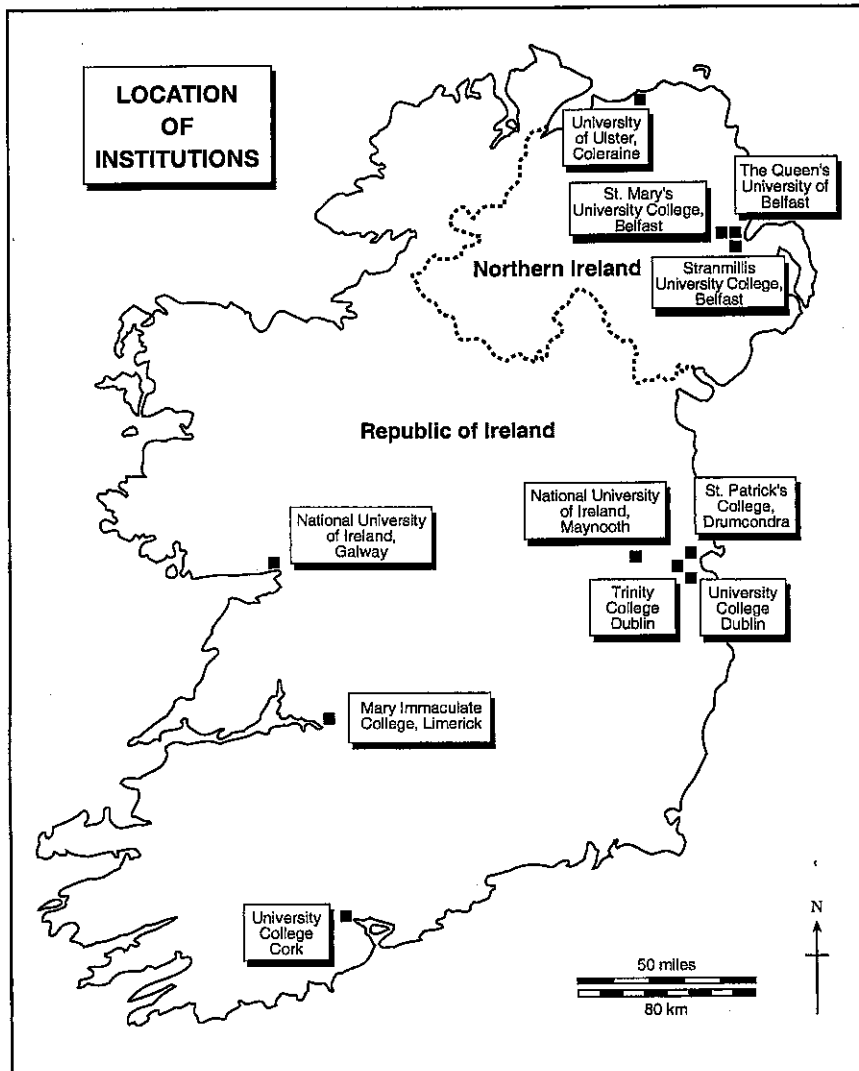 LOCATION
OF
INSTITUTIONS
University
of Ulster,
Coleraine
The Queen's
University of
Belfast
St. Mary's
University College,
Belfast
Northern Ireland
Stranmillis
University College,
Belfast
Republic of Ireland
National University
of Ireland,
Maynooth
St. Patrick's
College,
Drumcondra
National University
of Ireland,
Galway
Trinity
College
Dublin
University
College
Dublin
Mary Immaculate
College, Limerick
University
College
Cork
N
50 miles
80 km